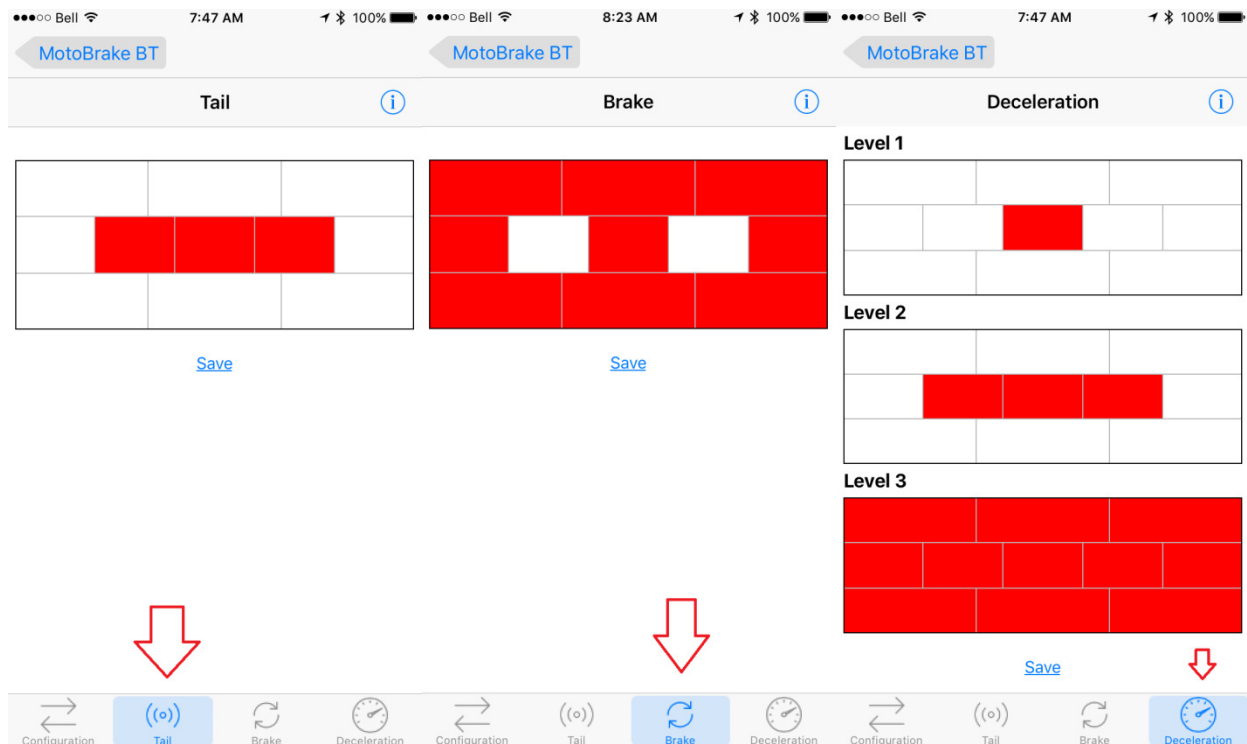 Bell 7:47 AM 100%
MotoBrake BT
Tail
Save
Configuration Tail Brake Deceleration
Bell 8:23 AM 100%
MotoBrake BT
Brake
Save
Configuration Tail Brake Deceleration
Bell 7:47 AM 100%
MotoBrake BT
Deceleration
Level 1
Level 2
Level 3
Save
Configuration Tail Brake Deceleration